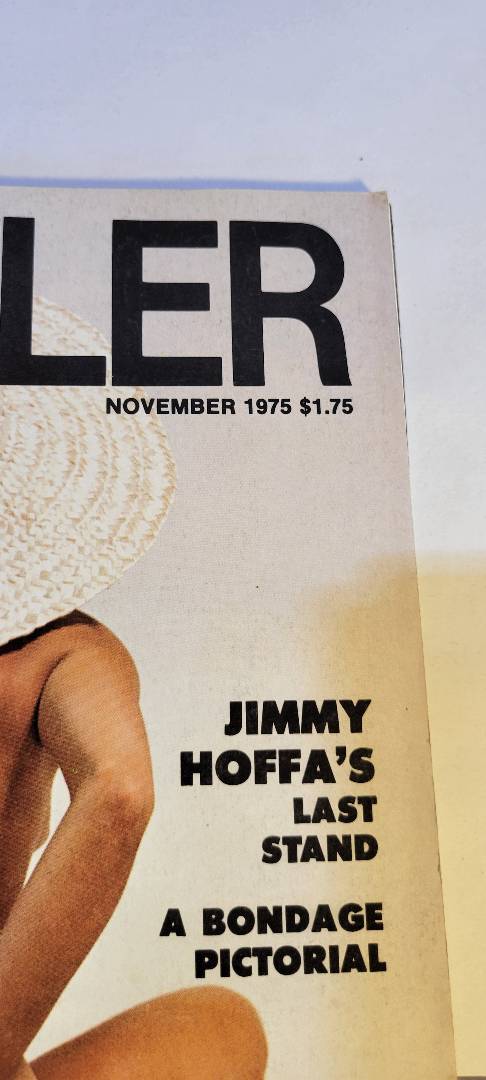 LER
NOVEMBER 1975 $1.75
JIMMY
HOFFA'S
LAST
STAND
A BONDAGE
PICTORIAL